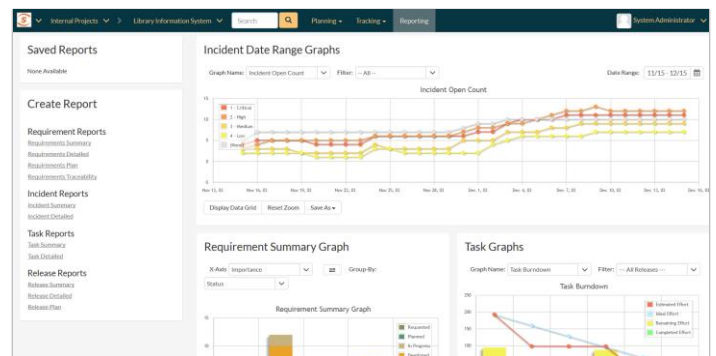 Internal Projects
Library Information System
Search
Planning
Tracking
Reporting
System Administrator
Saved Reports
None Available
Create Report
Requirement Reports
Requirements Summary
Requirements Detailed
Requirements Plan
Requirements Traceability
Incident Reports
Incident Summary
Incident Detailed
Task Reports
Task Summary
Task Detailed
Release Reports
Release Summary
Release Detailed
Release Plan
Incident Date Range Graphs
Graph Name: Incident Open Count Filter: -- All -- Date Range: 11/15 - 12/15
Incident Open Count
1 - Critical
2 - High
3 - Medium
4 - Low
(None)
Display Data Grid Reset Zoom Save As
Requirement Summary Graph
X-Axis Importance Group-By:
Status
Requirement Summary Graph
Requested
Planned
In Progress
Developed
Task Graphs
Graph Name: Task Burndown Filter: --- All Releases ---
Task Burndown
250
200
150
100
Estimated Effort
Ideal Effort
Remaining Effort
Completed Effort